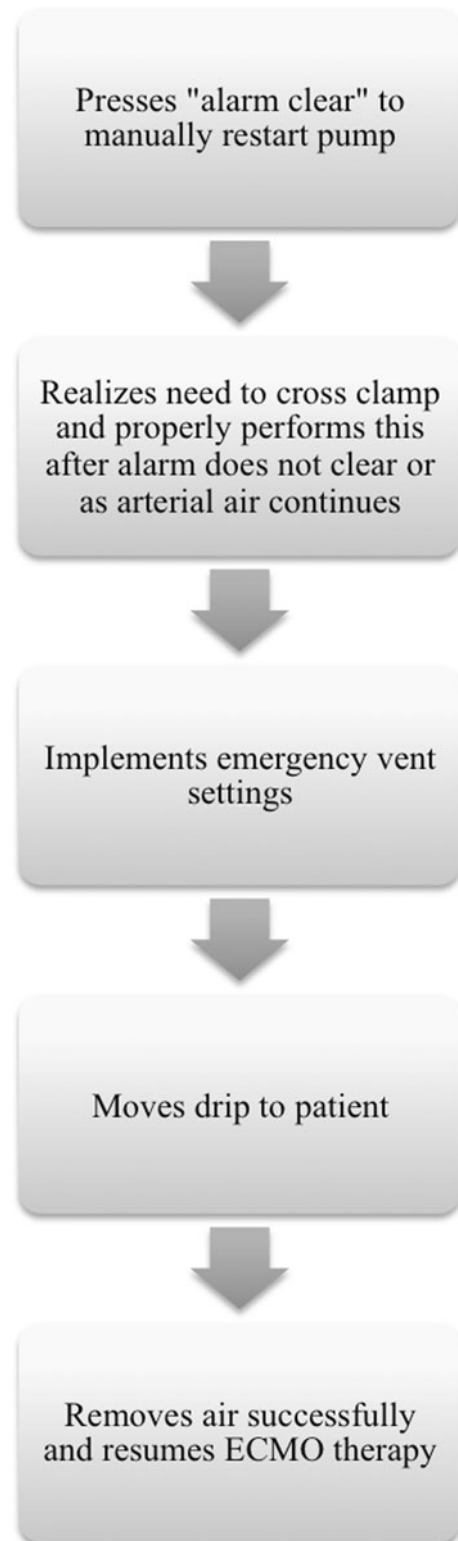 Presses "alarm clear" to
manually restart pump
Realizes need to cross clamp
and properly performs this
after alarm does not clear or
as arterial air continues
Implements emergency vent
settings
Moves drip to patient
Removes air successfully
and resumes ECMO therapy